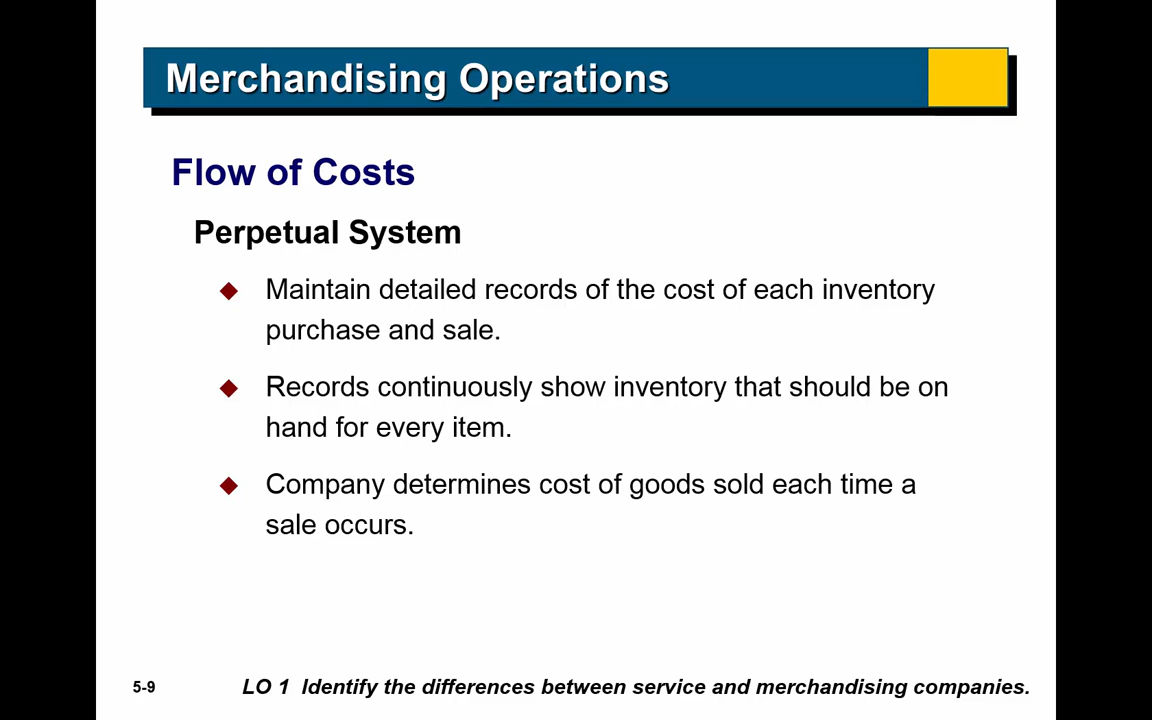 Merchandising Operations
Flow of Costs
Perpetual System
Maintain detailed records of the cost of each inventory
purchase and sale.
Records continuously show inventory that should be on
hand for every item.
Company determines cost of goods sold each time a
sale occurs.
5-9
LO 1 Identify the differences between service and merchandising companies.